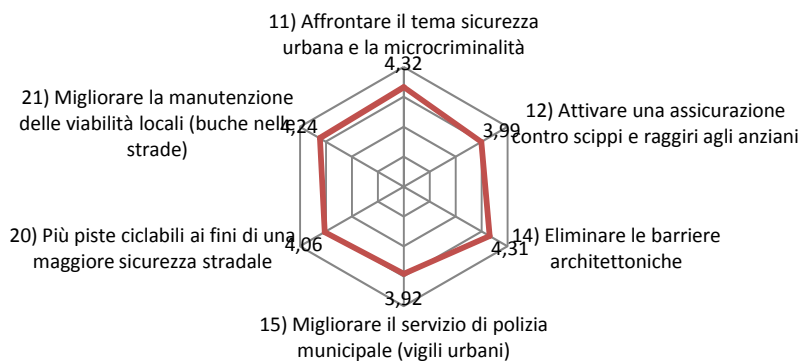 11) Affrontare il tema sicurezza
urbana e la microcriminalità
4,32
12) Attivare una assicurazione
contro scippi e raggiri agli anziani
3,99
14) Eliminare le barriere
architettoniche
4,31
15) Migliorare il servizio di polizia
municipale (vigili urbani)
3,92
20) Più piste ciclabili ai fini di una
maggiore sicurezza stradale
4,06
21) Migliorare la manutenzione
delle viabilità locali (buche nelle
strade)
4,24